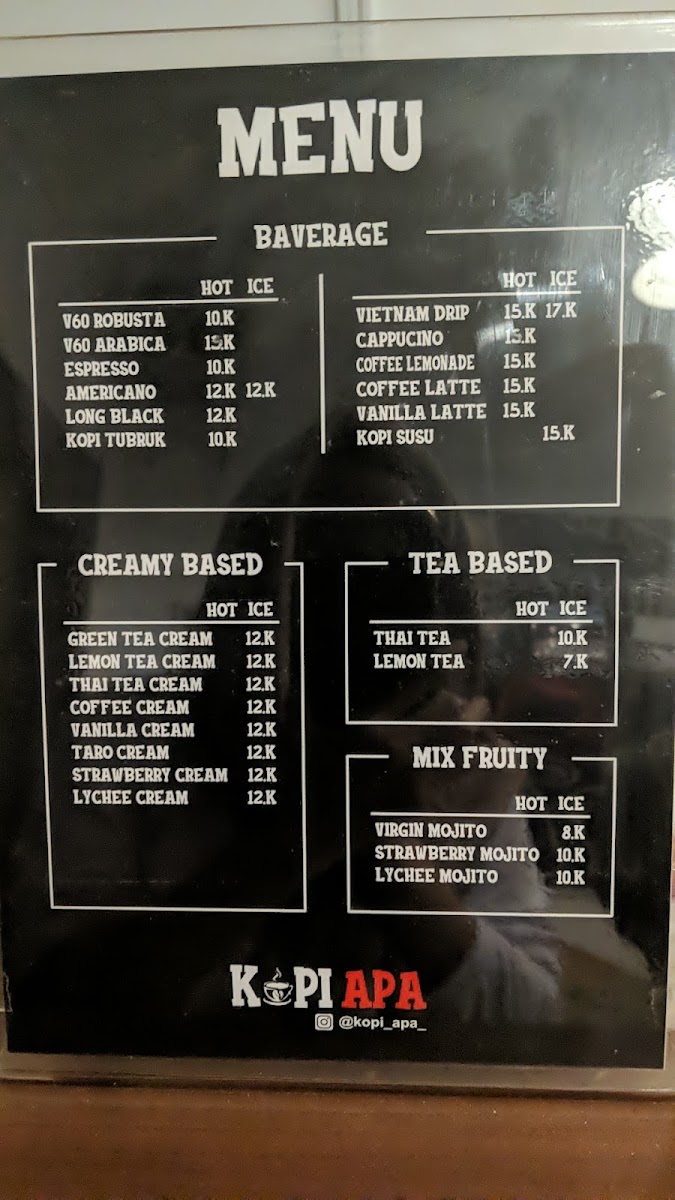 MENU
BAVERAGE
HOT ICE
V60 ROBUSTA 10.K
V60 ARABICA 15.K
ESPRESSO 10.K
AMERICANO 12.K 12.K
LONG BLACK 12.K
KOPI TUBRUK 10.K
HOT ICE
VIETNAM DRIP 15.K 17.K
CAPPUCINO 15.K
COFFEE LEMONADE 15.K
COFFEE LATTE 15.K
VANILLA LATTE 15.K
KOPI SUSU 15.K
CREAMY BASED
HOT ICE
GREEN TEA CREAM 12.K
LEMON TEA CREAM 12.K
THAI TEA CREAM 12.K
COFFEE CREAM 12.K
VANILLA CREAM 12.K
TARO CREAM 12.K
STRAWBERRY CREAM 12.K
LYCHEE CREAM 12.K
TEA BASED
HOT ICE
THAI TEA 10.K
LEMON TEA 7.K
MIX FRUITY
HOT ICE
VIRGIN MOJITO 8.K
STRAWBERRY MOJITO 10.K
LYCHEE MOJITO 10.K
KOPI APA
@kopi_apa_